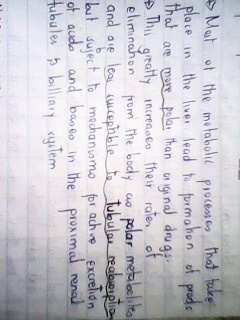 → Most of the metabolic processes that take
place in the liver lead to formation of prdts
that are more polar than original drugs.
→ This greatly increases their rates of
elimination from the body as polar metabolites
and are less susceptible to tubular reabsorption
but suject to mechanisms for active excretion
of acids and bases in the proximal renal
tubules & billiary system